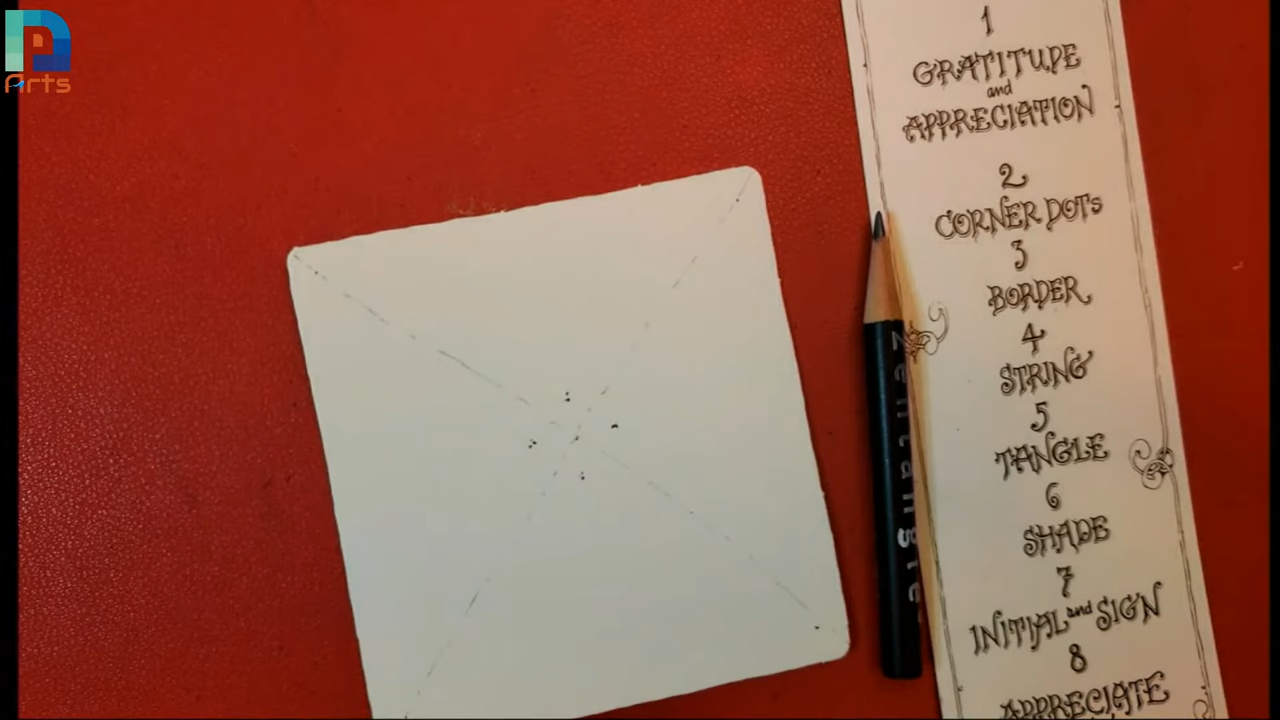 Arts
1
GRATITUDE
and
APPRECIATION
2
CORNER DOTS
3
BORDER
4
STRING
5
TANGLE
6
SHADE
7
INITIAL and SIGN
8
APPRECIATE
Zentangle